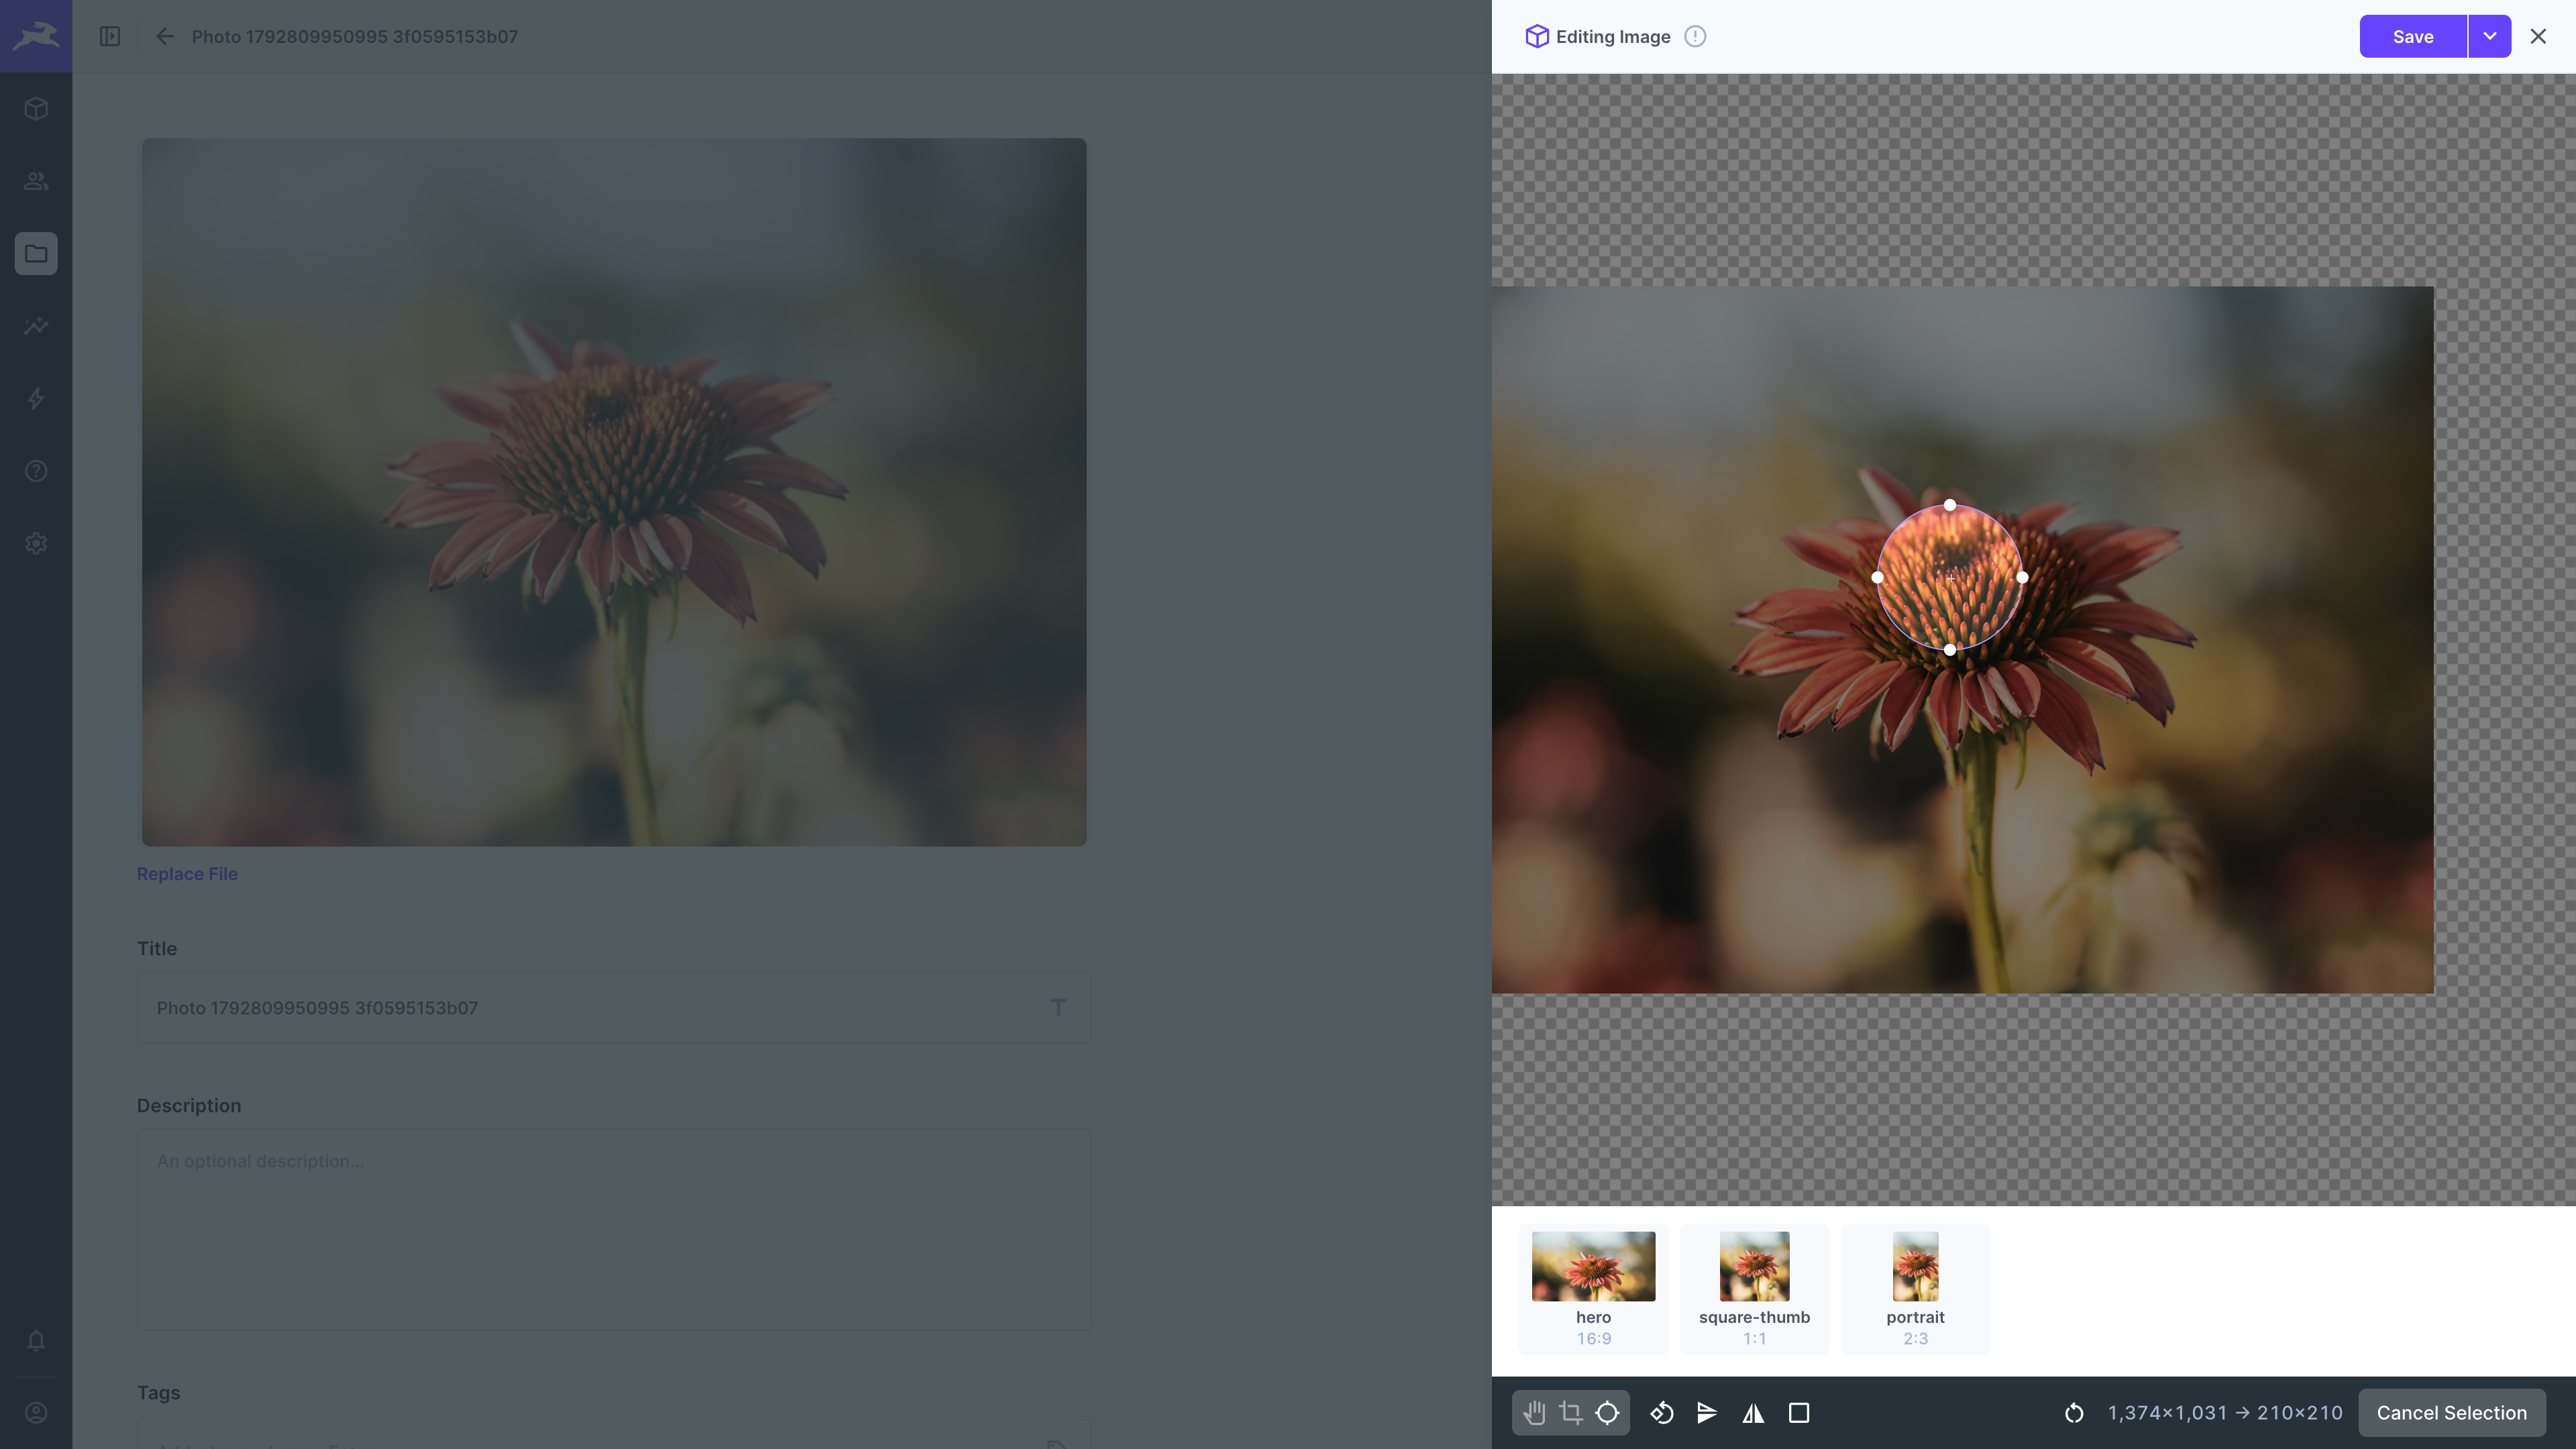 Photo 1792809950995 3f0595153b07
Replace File
Title
Photo 1792809950995 3f0595153b07
Description
An optional description...
Tags
Editing Image
Save
hero
16:9
square-thumb
1:1
portrait
2:3
1,374×1,031 → 210×210
Cancel Selection